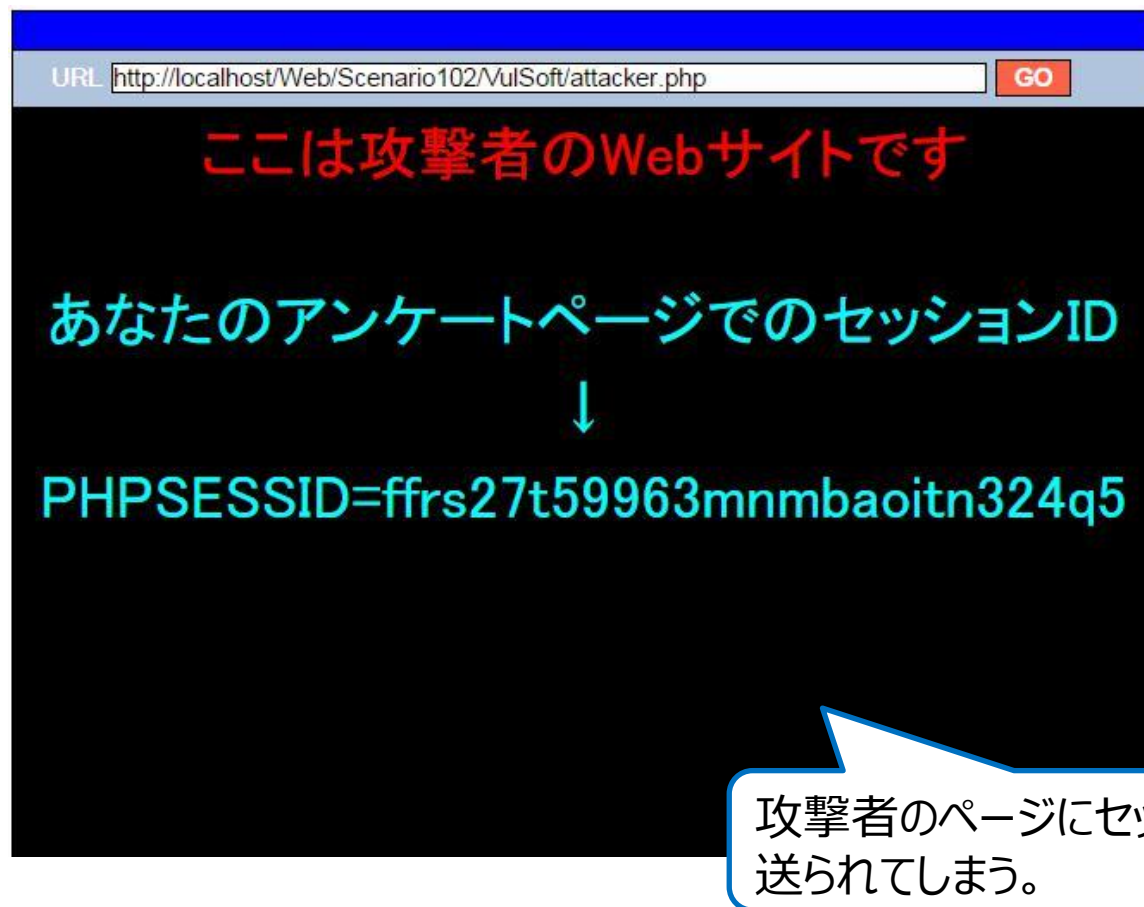 URL http://localhost/Web/Scenario102/VulSoft/attacker.php GO
ここは攻撃者のWebサイトです
あなたのアンケートページでのセッションID
↓
PHPSESSID=ffrs27t59963mnmbaoitn324q5
攻撃者のページにセッ
送られてしまう。